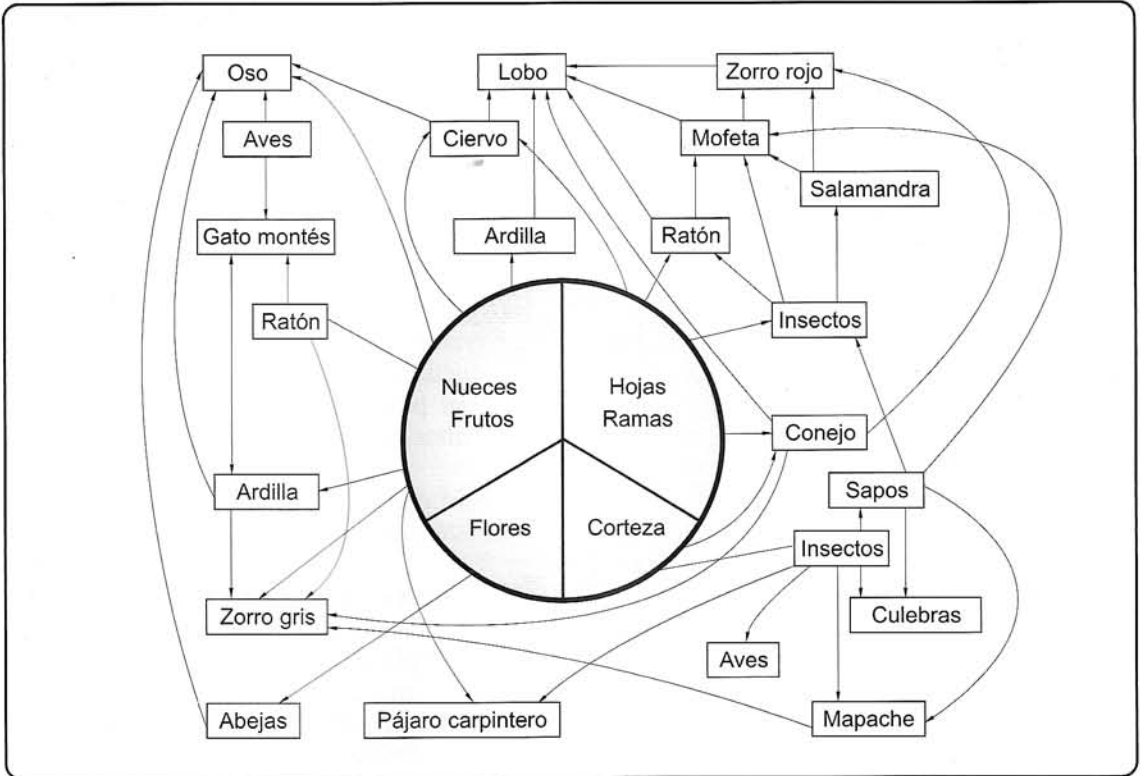 Oso
Lobo
Zorro rojo
Aves
Ciervo
Mofeta
Salamandra
Gato montés
Ardilla
Ratón
Ratón
Insectos
Nueces
Frutos
Hojas
Ramas
Conejo
Ardilla
Sapos
Flores
Corteza
Insectos
Zorro gris
Culebras
Aves
Abejas
Pájaro carpintero
Mapache